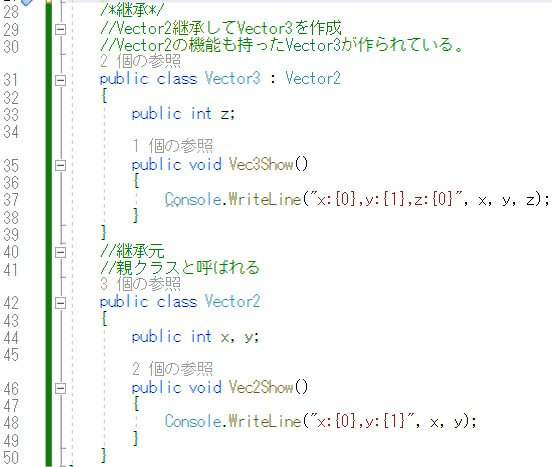 28 /*継承*/
29 //Vector2継承してVector3を作成
30 //Vector2の機能も持ったVector3が作られている。
2 個の参照
31 public class Vector3 : Vector2
32 {
33 public int z;
34
1 個の参照
35 public void Vec3Show()
36 {
37 Console.WriteLine("x:{0},y:{1},z:{0}", x, y, z);
38 }
39 }
40 //継承元
41 //親クラスと呼ばれる
3 個の参照
42 public class Vector2
43 {
44 public int x, y;
45
2 個の参照
46 public void Vec2Show()
47 {
48 Console.WriteLine("x:{0},y:{1}", x, y);
49 }
50 }